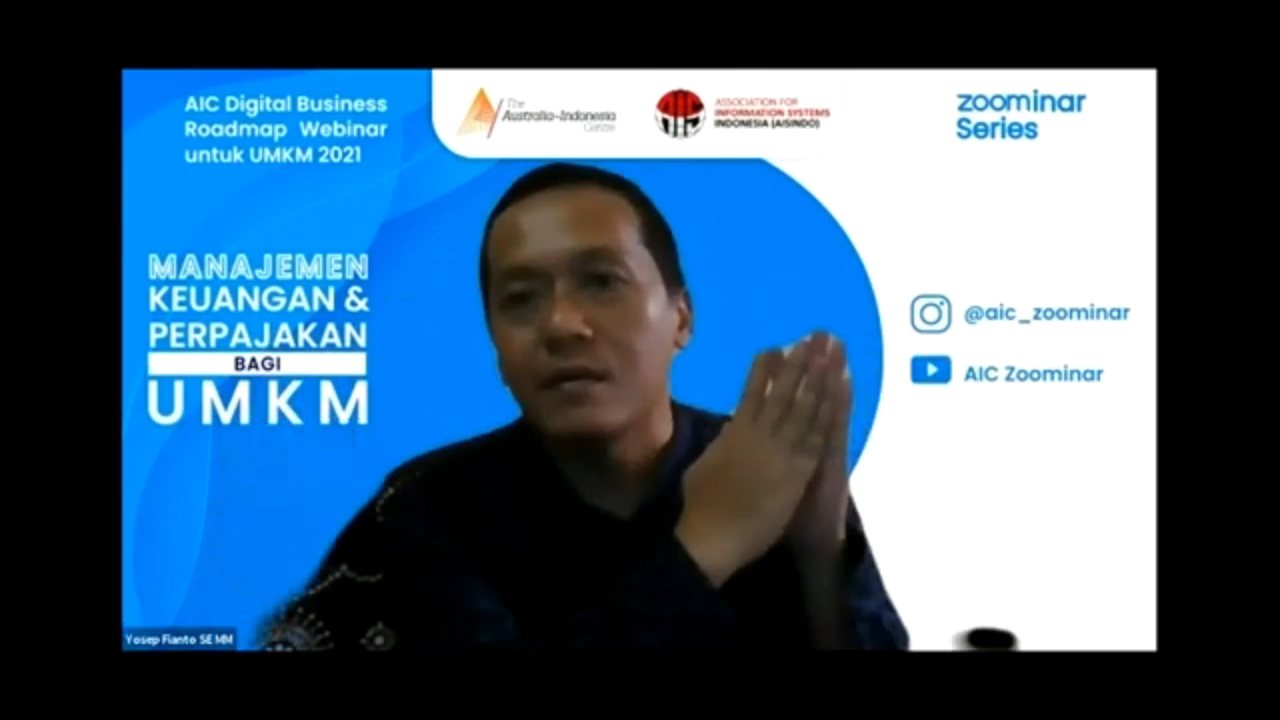 AIC Digital Business
Roadmap Webinar
untuk UMKM 2021
The
Australia-Indonesia
Centre
AIS
ASSOCIATION FOR
INFORMATION SYSTEMS
INDONESIA (AISINDO)
zoominar
Series
MANAJEMEN
KEUANGAN &
PERPAJAKAN
BAGI
UMKM
@aic_zoominar
AIC Zoominar
Yosep Fianto SE MM